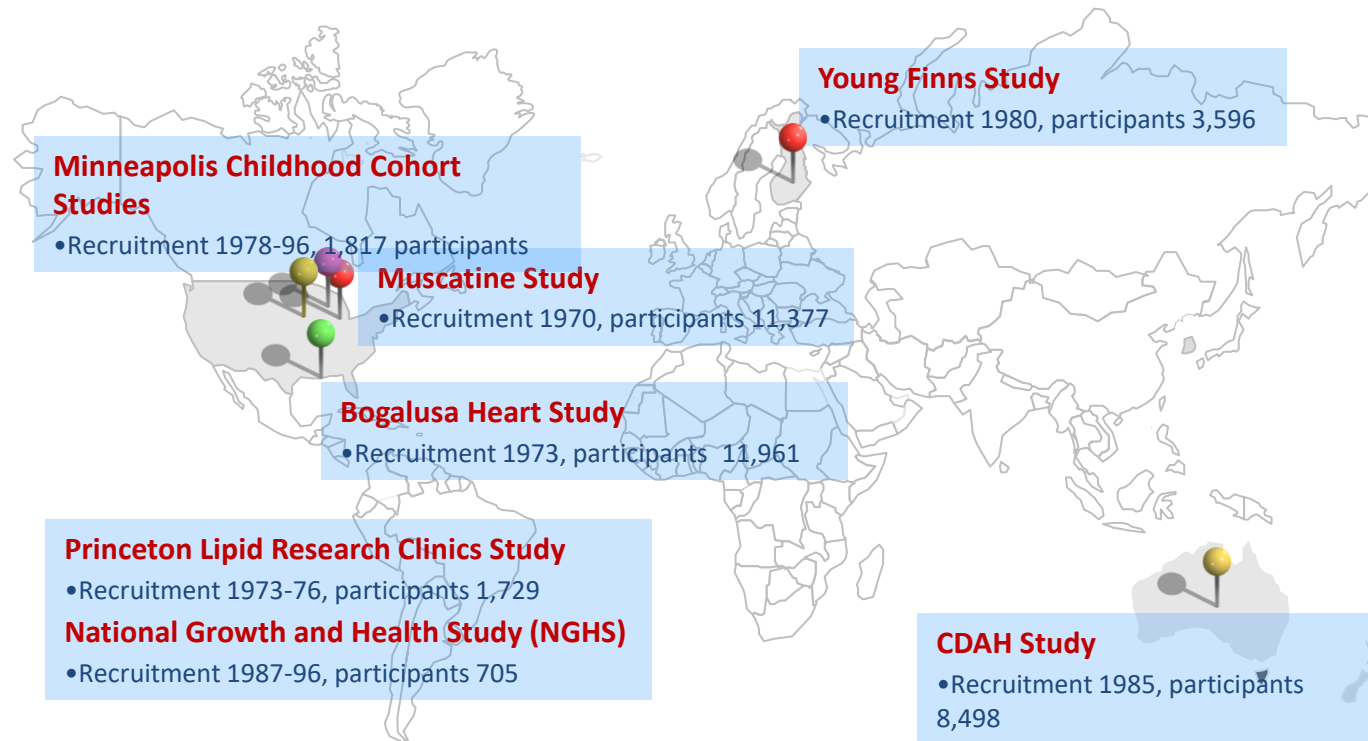 Young Finns Study
•Recruitment 1980, participants 3,596
Minneapolis Childhood Cohort
Studies
•Recruitment 1978-96, 1,817 participants
Muscatine Study
•Recruitment 1970, participants 11,377
Bogalusa Heart Study
•Recruitment 1973, participants 11,961
Princeton Lipid Research Clinics Study
•Recruitment 1973-76, participants 1,729
National Growth and Health Study (NGHS)
•Recruitment 1987-96, participants 705
CDAH Study
•Recruitment 1985, participants
8,498